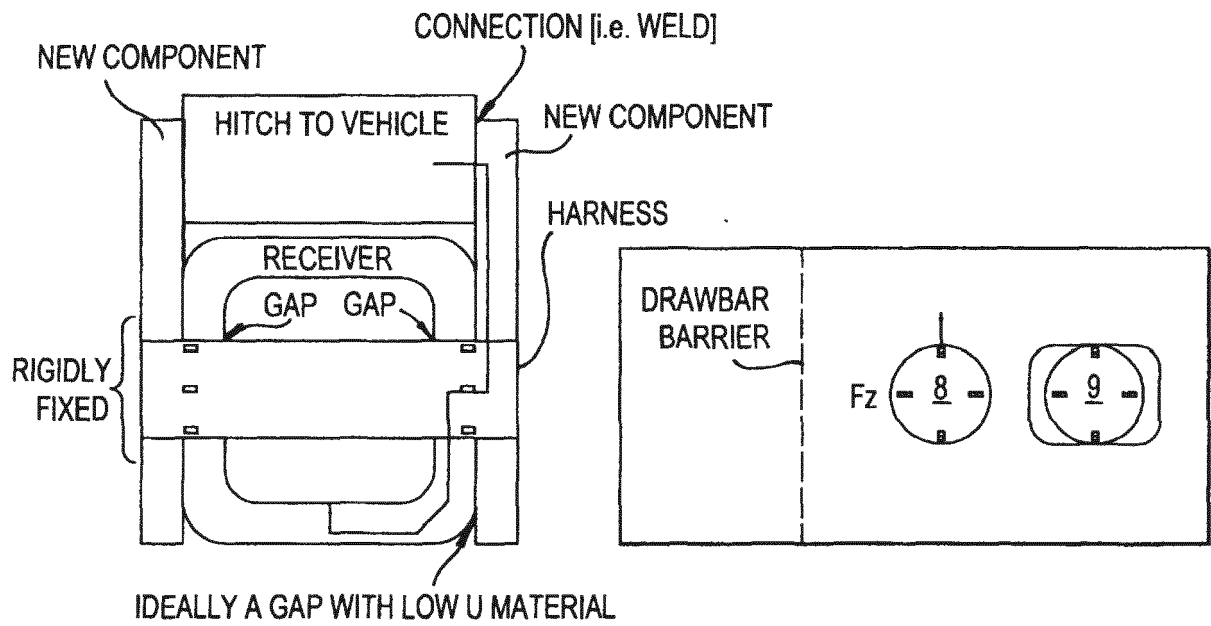 CONNECTION [i.e. WELD]
NEW COMPONENT
HITCH TO VEHICLE
NEW COMPONENT
HARNESS
RECEIVER
GAP GAP
RIGIDLY
FIXED
IDEALLY A GAP WITH LOW U MATERIAL
DRAWBAR
BARRIER
Fz
8
9